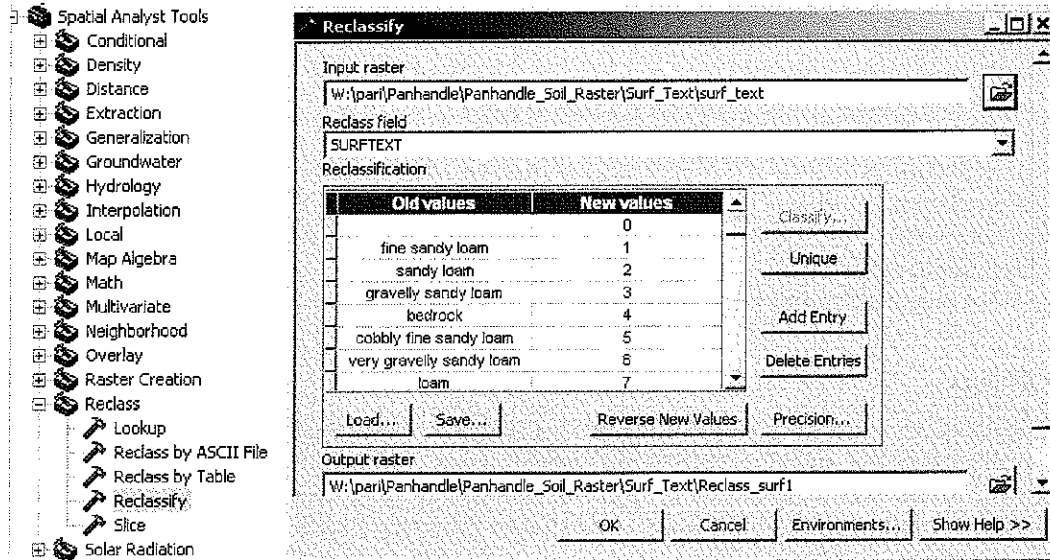 Spatial Analyst Tools
Conditional
Density
Distance
Extraction
Generalization
Groundwater
Hydrology
Interpolation
Local
Map Algebra
Math
Multivariate
Neighborhood
Overlay
Raster Creation
Reclass
Lookup
Reclass by ASCII File
Reclass by Table
Reclassify
Slice
Solar Radiation
Reclassify
Input raster
W:\pari\Panhandle\Panhandle_Soil_Raster\Surf_Text\surf_text
Reclass field
SURFTEXT
Reclassification
Old values New values
0
fine sandy loam 1
sandy loam 2
gravelly sandy loam 3
bedrock 4
cobbly fine sandy loam 5
very gravelly sandy loam 6
loam 7
Classify...
Unique
Add Entry
Delete Entries
Load... Save... Reverse New Values Precision...
Output raster
W:\pari\Panhandle\Panhandle_Soil_Raster\Surf_Text\Reclass_surf1
OK Cancel Environments... Show Help >>